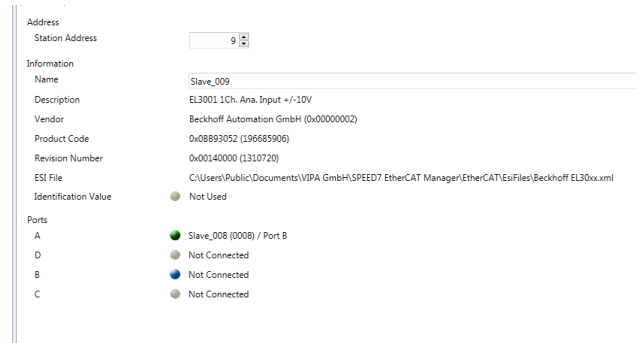 Address
Station Address 9
Information
Name Slave_009
Description EL3001 1Ch. Ana. Input +/-10V
Vendor Beckhoff Automation GmbH (0x00000002)
Product Code 0x0BB93052 (196685906)
Revision Number 0x00140000 (1310720)
ESI File C:\Users\Public\Documents\VIPA GmbH\SPEED7 EtherCAT Manager\EtherCAT\EsiFiles\Beckhoff EL30xx.xml
Identification Value Not Used
Ports
A Slave_008 (0008) / Port B
D Not Connected
B Not Connected
C Not Connected